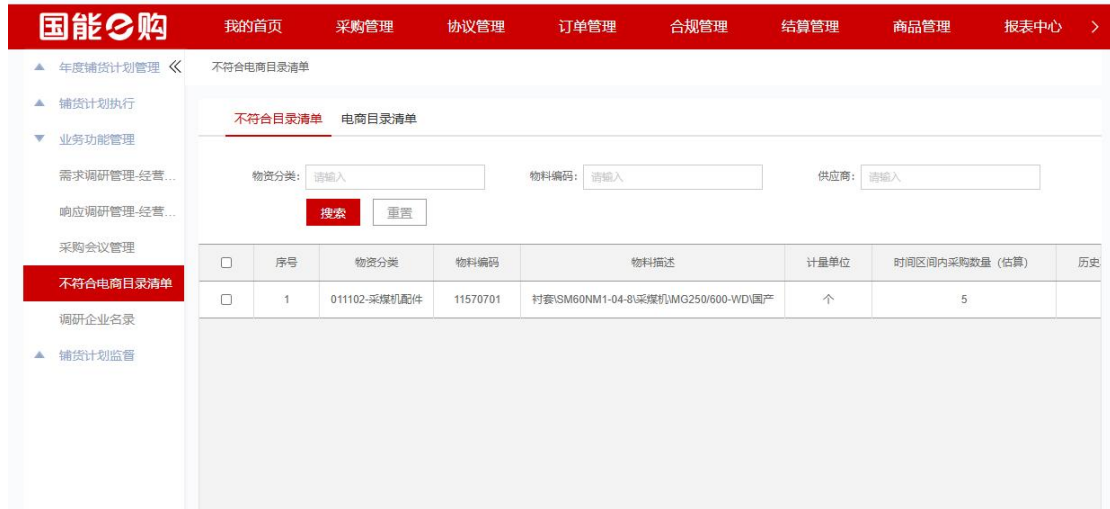 国能e购 我的首页 采购管理 协议管理 订单管理 合规管理 结算管理 商品管理 报表中心 >
年度铺货计划管理 «
不符合电商目录清单
铺货计划执行
不符合目录清单 电商目录清单
业务功能管理
需求调研管理-经营...
物资分类: 请输入 物料编码: 请输入 供应商: 请输入
响应调研管理-经营...
搜索 重置
采购会议管理
序号 物资分类 物料编码 物料描述 计量单位 时间区间内采购数量 (估算) 历史
不符合电商目录清单
1 011102-采煤机配件 11570701 衬套\SM60NM1-04-8\采煤机\MG250/600-WD\国产 个 5
调研企业名录
铺货计划监督